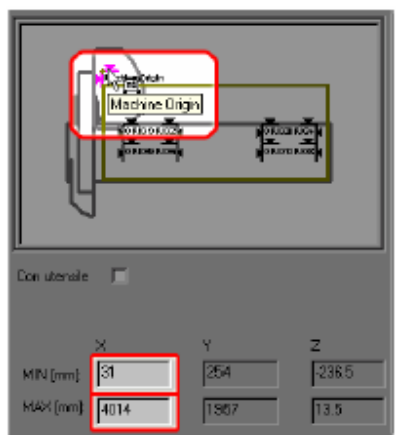 Machine Origin
Con utensile
X Y Z
MIN [mm] 31 254 -236.5
MAX [mm] 4014 1967 13.5